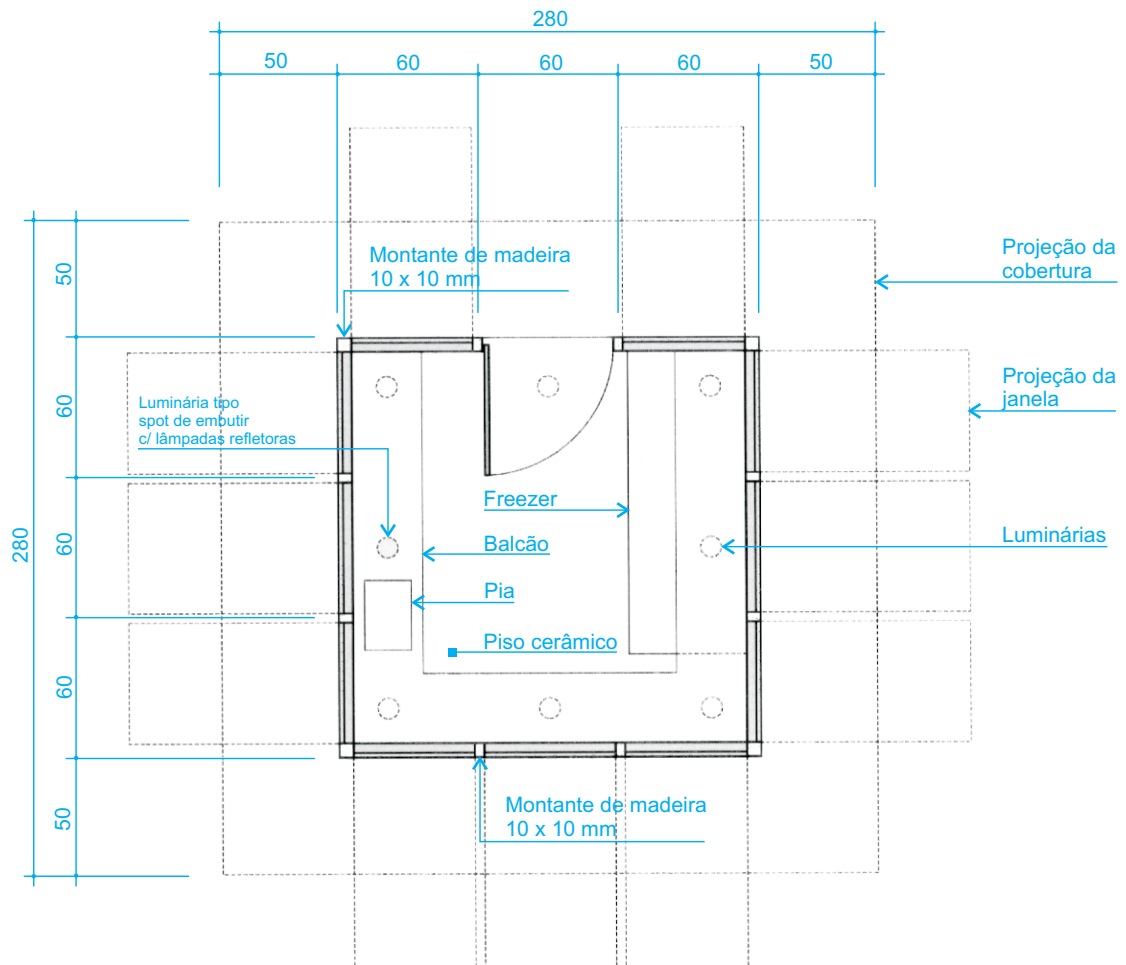 280
50
60
60
60
50
Montante de madeira
10 x 10 mm
Projeção da
cobertura
50
60
60
60
50
280
Luminária tipo
spot de embutir
c/ lâmpadas refletoras
Projeção da
janela
Freezer
Balcão
Luminárias
Pia
Piso cerâmico
Montante de madeira
10 x 10 mm